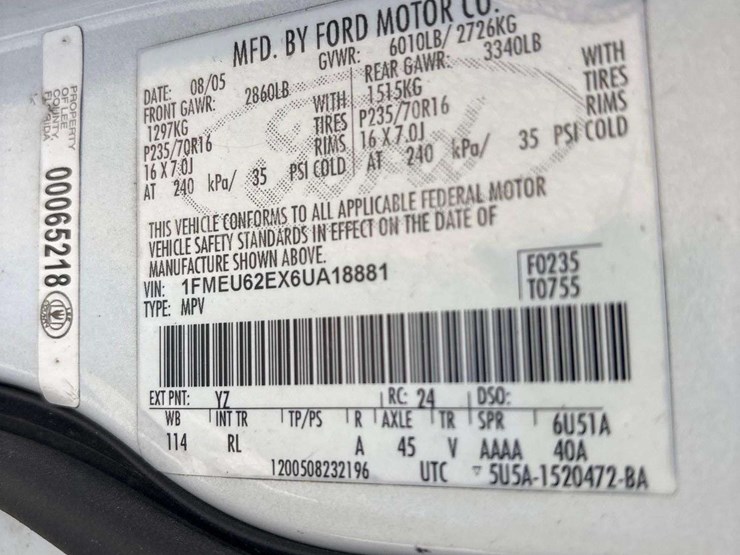 PROPERTY
OF LEE
COUNTY,
FLORIDA
00065218
MFD. BY FORD MOTOR CO.
DATE: 08/05
GVWR: 6010LB/ 2726KG
FRONT GAWR: 2860LB
REAR GAWR: 3340LB
1297KG WITH
1515KG WITH
P235/70R16 TIRES
P235/70R16 TIRES
16 X 7.0J RIMS
16 X 7.0J RIMS
AT 240 kPa/ 35 PSI COLD
AT 240 kPa/ 35 PSI COLD
THIS VEHICLE CONFORMS TO ALL APPLICABLE FEDERAL MOTOR
VEHICLE SAFETY STANDARDS IN EFFECT ON THE DATE OF
MANUFACTURE SHOWN ABOVE.
VIN: 1FMEU62EX6UA18881
F0235
TYPE: MPV
T0755
EXT PNT: YZ RC: 24 DSO:
WB INT TR TP/PS R AXLE TR SPR 6U51A
114 RL A 45 V AAAA 40A
1200508232196 UTC 5U5A-1520472-BA